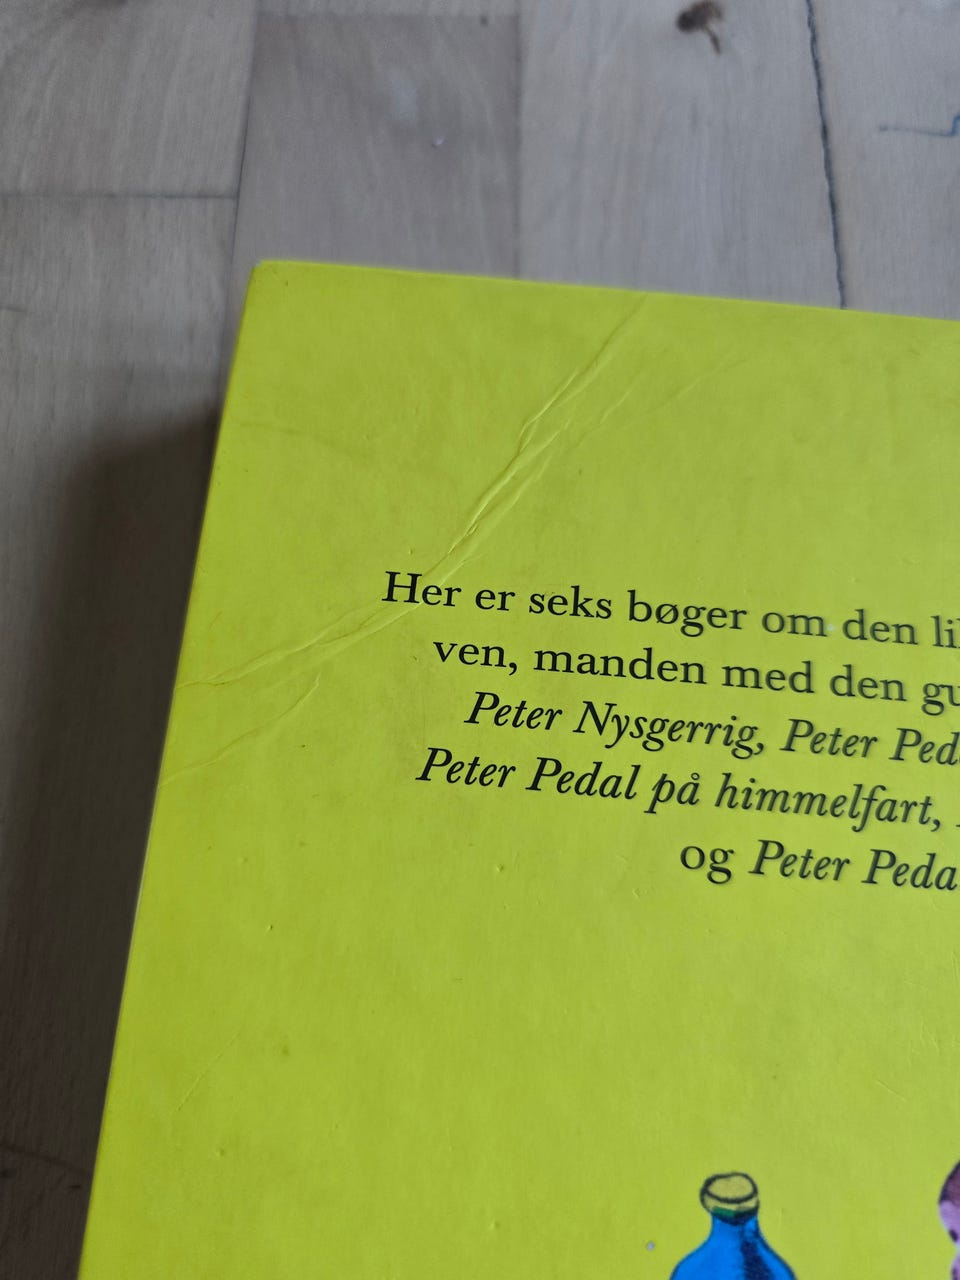 Her er seks bøger om den
ven, manden med den
Peter Nysgerrig, Peter
Peter Pedal på himmelfart,
og Peter